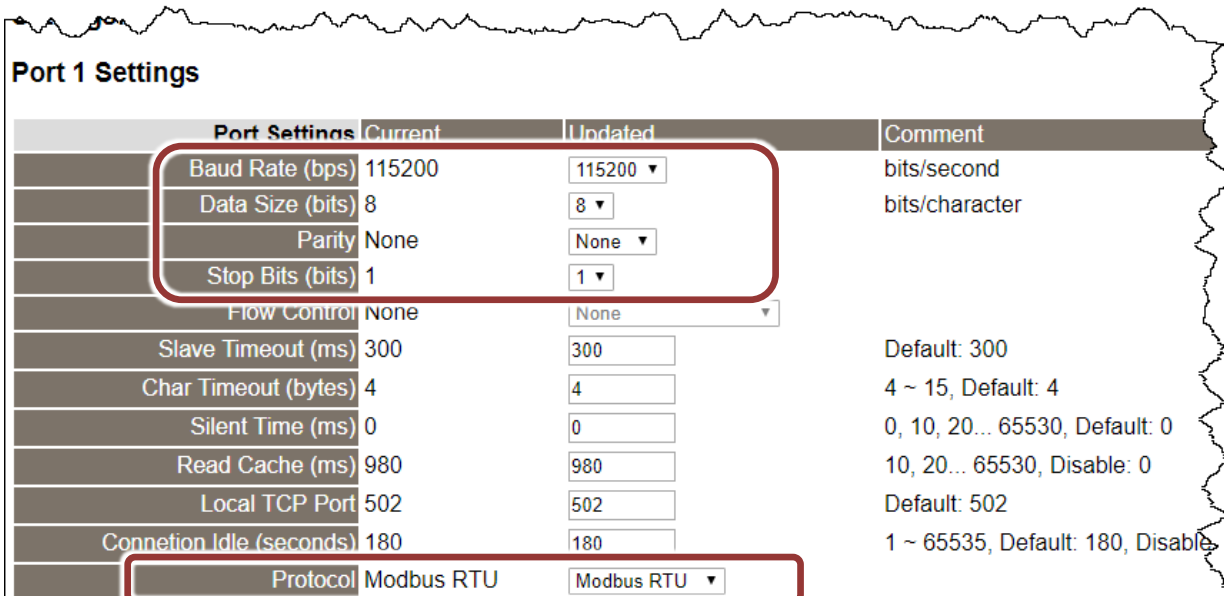 Port 1 Settings
Port Settings Current Updated Comment
Baud Rate (bps) 115200 115200 bits/second
Data Size (bits) 8 8 bits/character
Parity None None
Stop Bits (bits) 1 1
Flow Control None None
Slave Timeout (ms) 300 300 Default: 300
Char Timeout (bytes) 4 4 4 ~ 15, Default: 4
Silent Time (ms) 0 0 0, 10, 20... 65530, Default: 0
Read Cache (ms) 980 980 10, 20... 65530, Disable: 0
Local TCP Port 502 502 Default: 502
Connetion Idle (seconds) 180 180 1 ~ 65535, Default: 180, Disable
Protocol Modbus RTU Modbus RTU